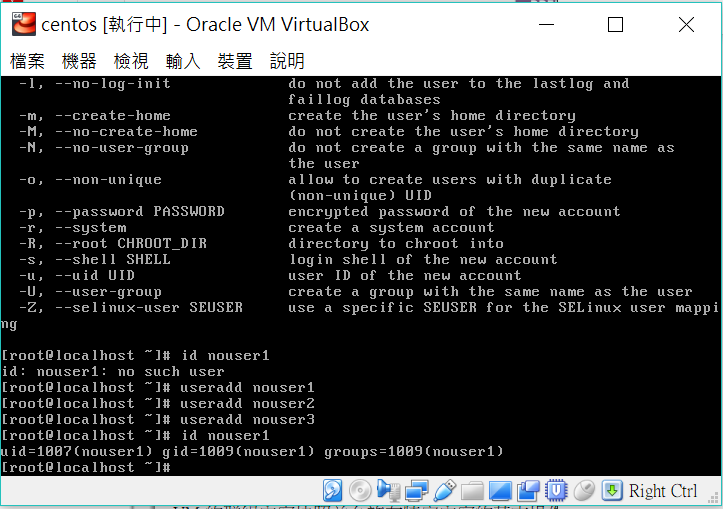 centos [執行中] - Oracle VM VirtualBox
檔案 機器 檢視 輸入 裝置 說明
-l, --no-log-init do not add the user to the lastlog and
faillog databases
-m, --create-home create the user's home directory
-M, --no-create-home do not create the user's home directory
-N, --no-user-group do not create a group with the same name as
the user
-o, --non-unique allow to create users with duplicate
(non-unique) UID
-p, --password PASSWORD encrypted password of the new account
-r, --system create a system account
-R, --root CHROOT_DIR directory to chroot into
-s, --shell SHELL login shell of the new account
-u, --uid UID user ID of the new account
-U, --user-group create a group with the same name as the user
-Z, --selinux-user SEUSER use a specific SEUSER for the SELinux user mappi
ng
[root@localhost ~]# id nouser1
id: nouser1: no such user
[root@localhost ~]# useradd nouser1
[root@localhost ~]# useradd nouser2
[root@localhost ~]# useradd nouser3
[root@localhost ~]# id nouser1
uid=1007(nouser1) gid=1009(nouser1) groups=1009(nouser1)
[root@localhost ~]#
Right Ctrl